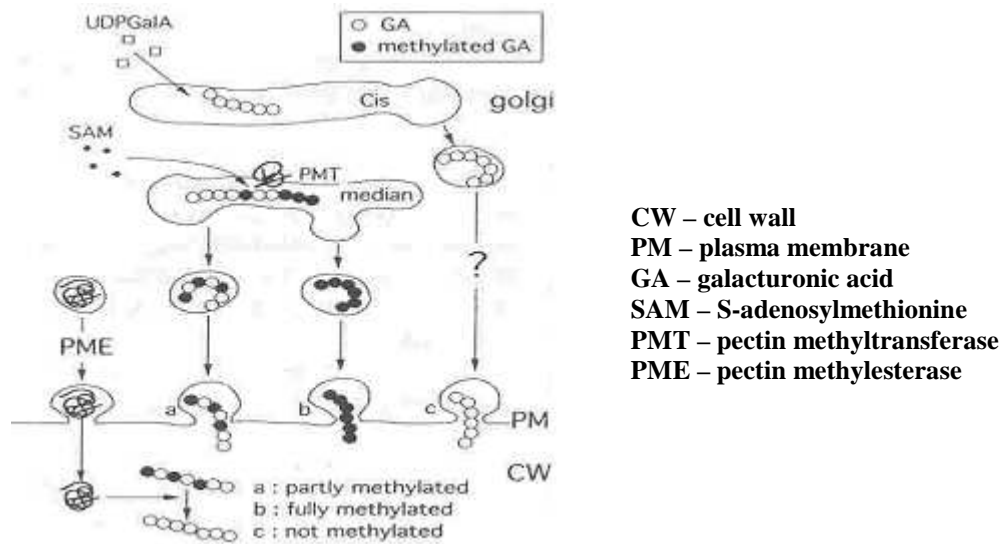 UDPGalA
GA
methylated GA
Cis
golgi
SAM
PMT
median
?
PME
a
b
c
PM
CW
a : partly methylated
b : fully methylated
c : not methylated
CW – cell wall
PM – plasma membrane
GA – galacturonic acid
SAM – S-adenosylmethionine
PMT – pectin methyltransferase
PME – pectin methylesterase